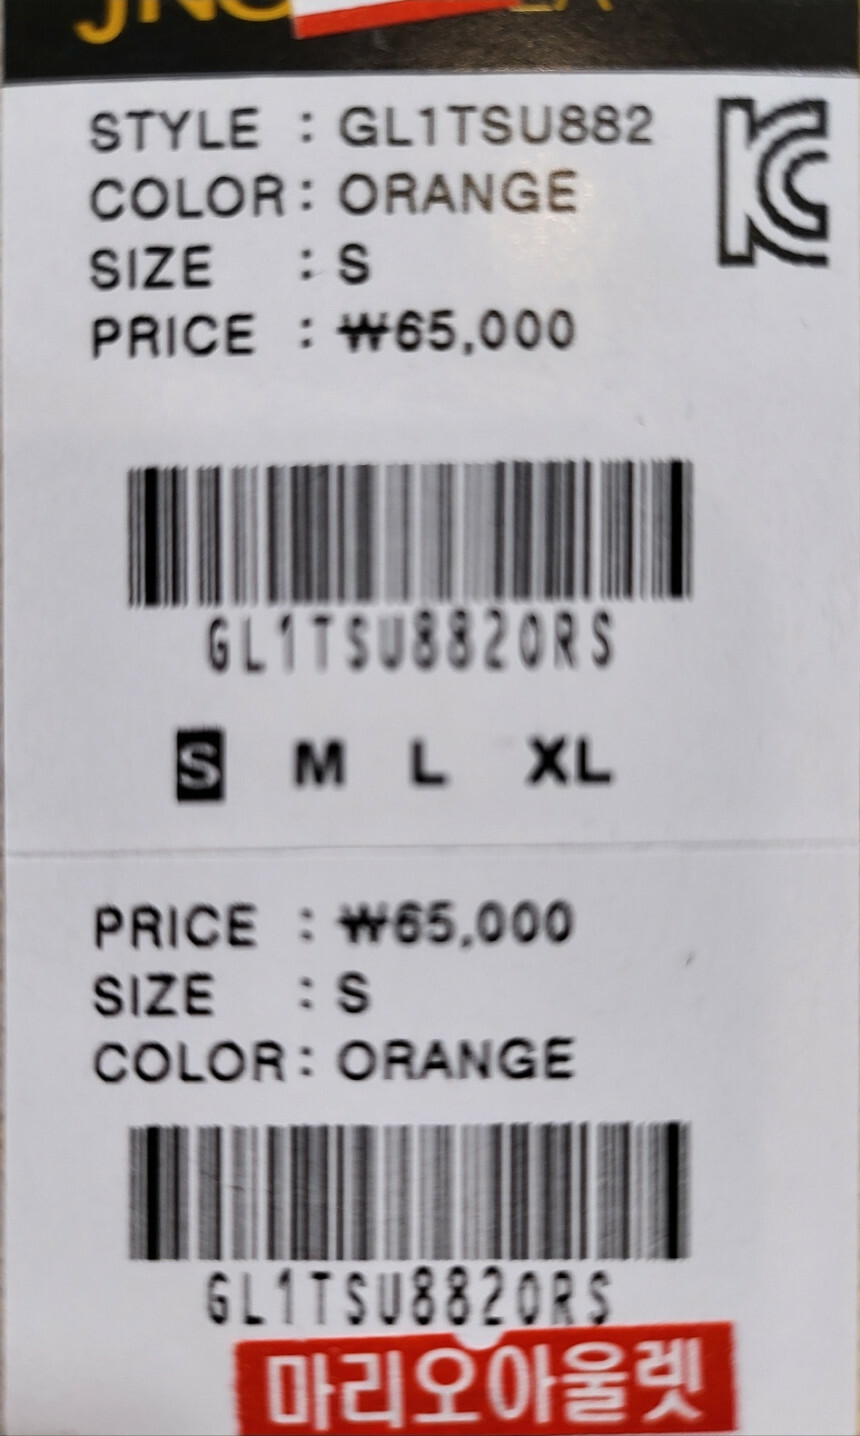 STYLE : GL1TSU882
COLOR: ORANGE
SIZE : S
PRICE : ₩65,000
GL1TSU882ORS
S M L XL
PRICE : ₩65,000
SIZE : S
COLOR: ORANGE
GL1TSU882ORS
마리오아울렛